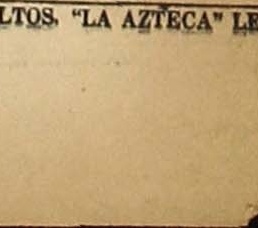 LTOS. "LA AZTECA" LE